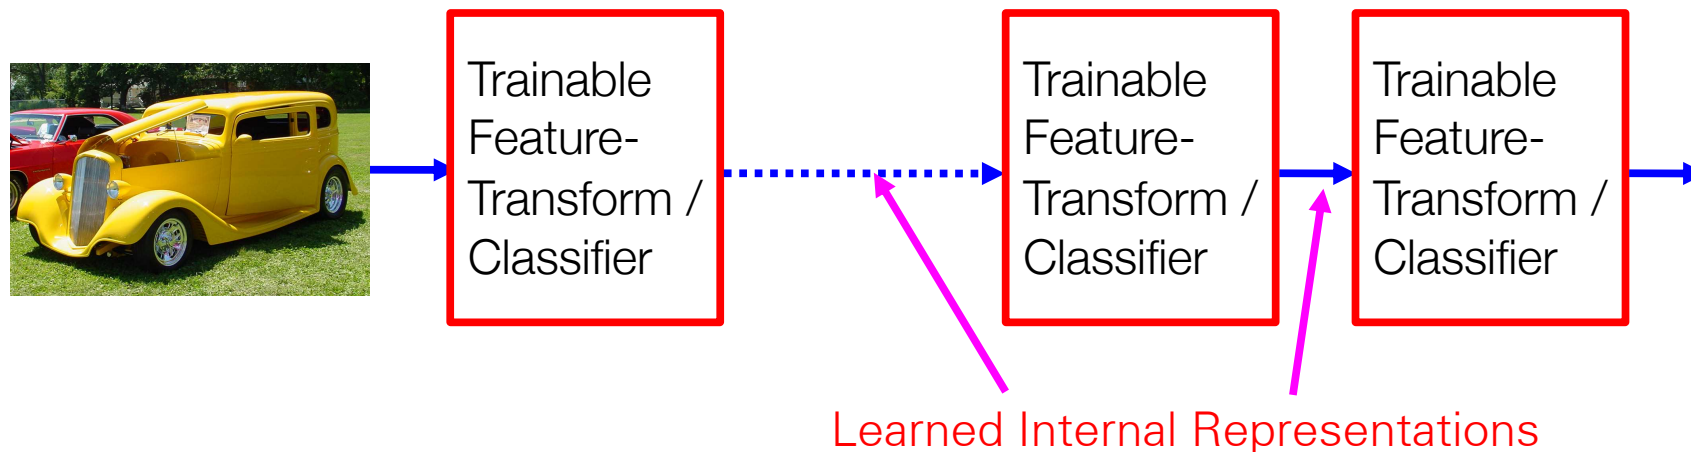 Trainable
Feature-
Transform /
Classifier
Trainable
Feature-
Transform /
Classifier
Trainable
Feature-
Transform /
Classifier
Learned Internal Representations